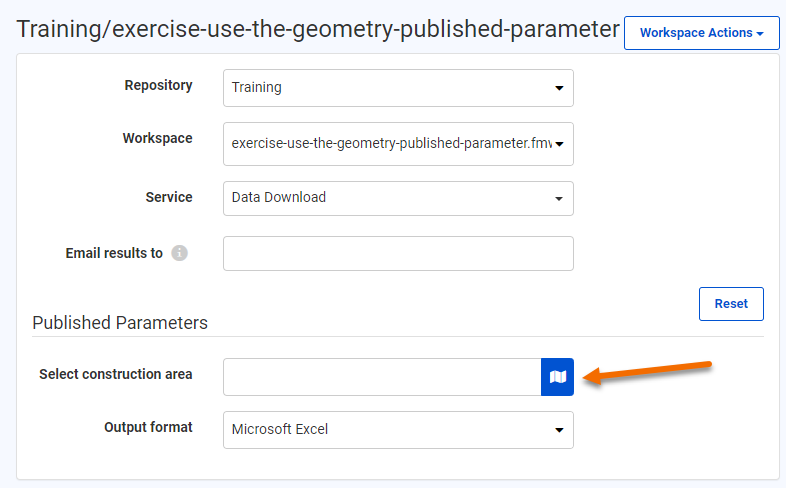 Training/exercise-use-the-geometry-published-parameter
Workspace Actions
Repository
Training
Workspace
exercise-use-the-geometry-published-parameter.fmw
Service
Data Download
Email results to
Reset
Published Parameters
Select construction area
Output format
Microsoft Excel